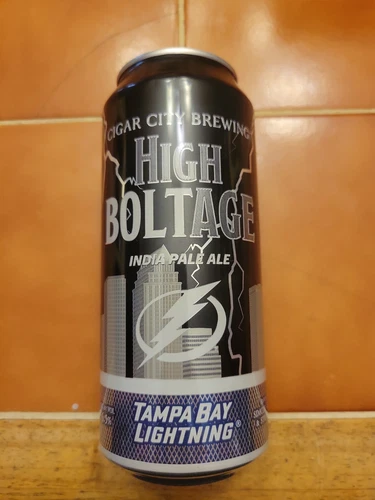 CIGAR CITY BREWING
HIGH
BOLTAGE
INDIA PALE ALE
TAMPA BAY
LIGHTNING®